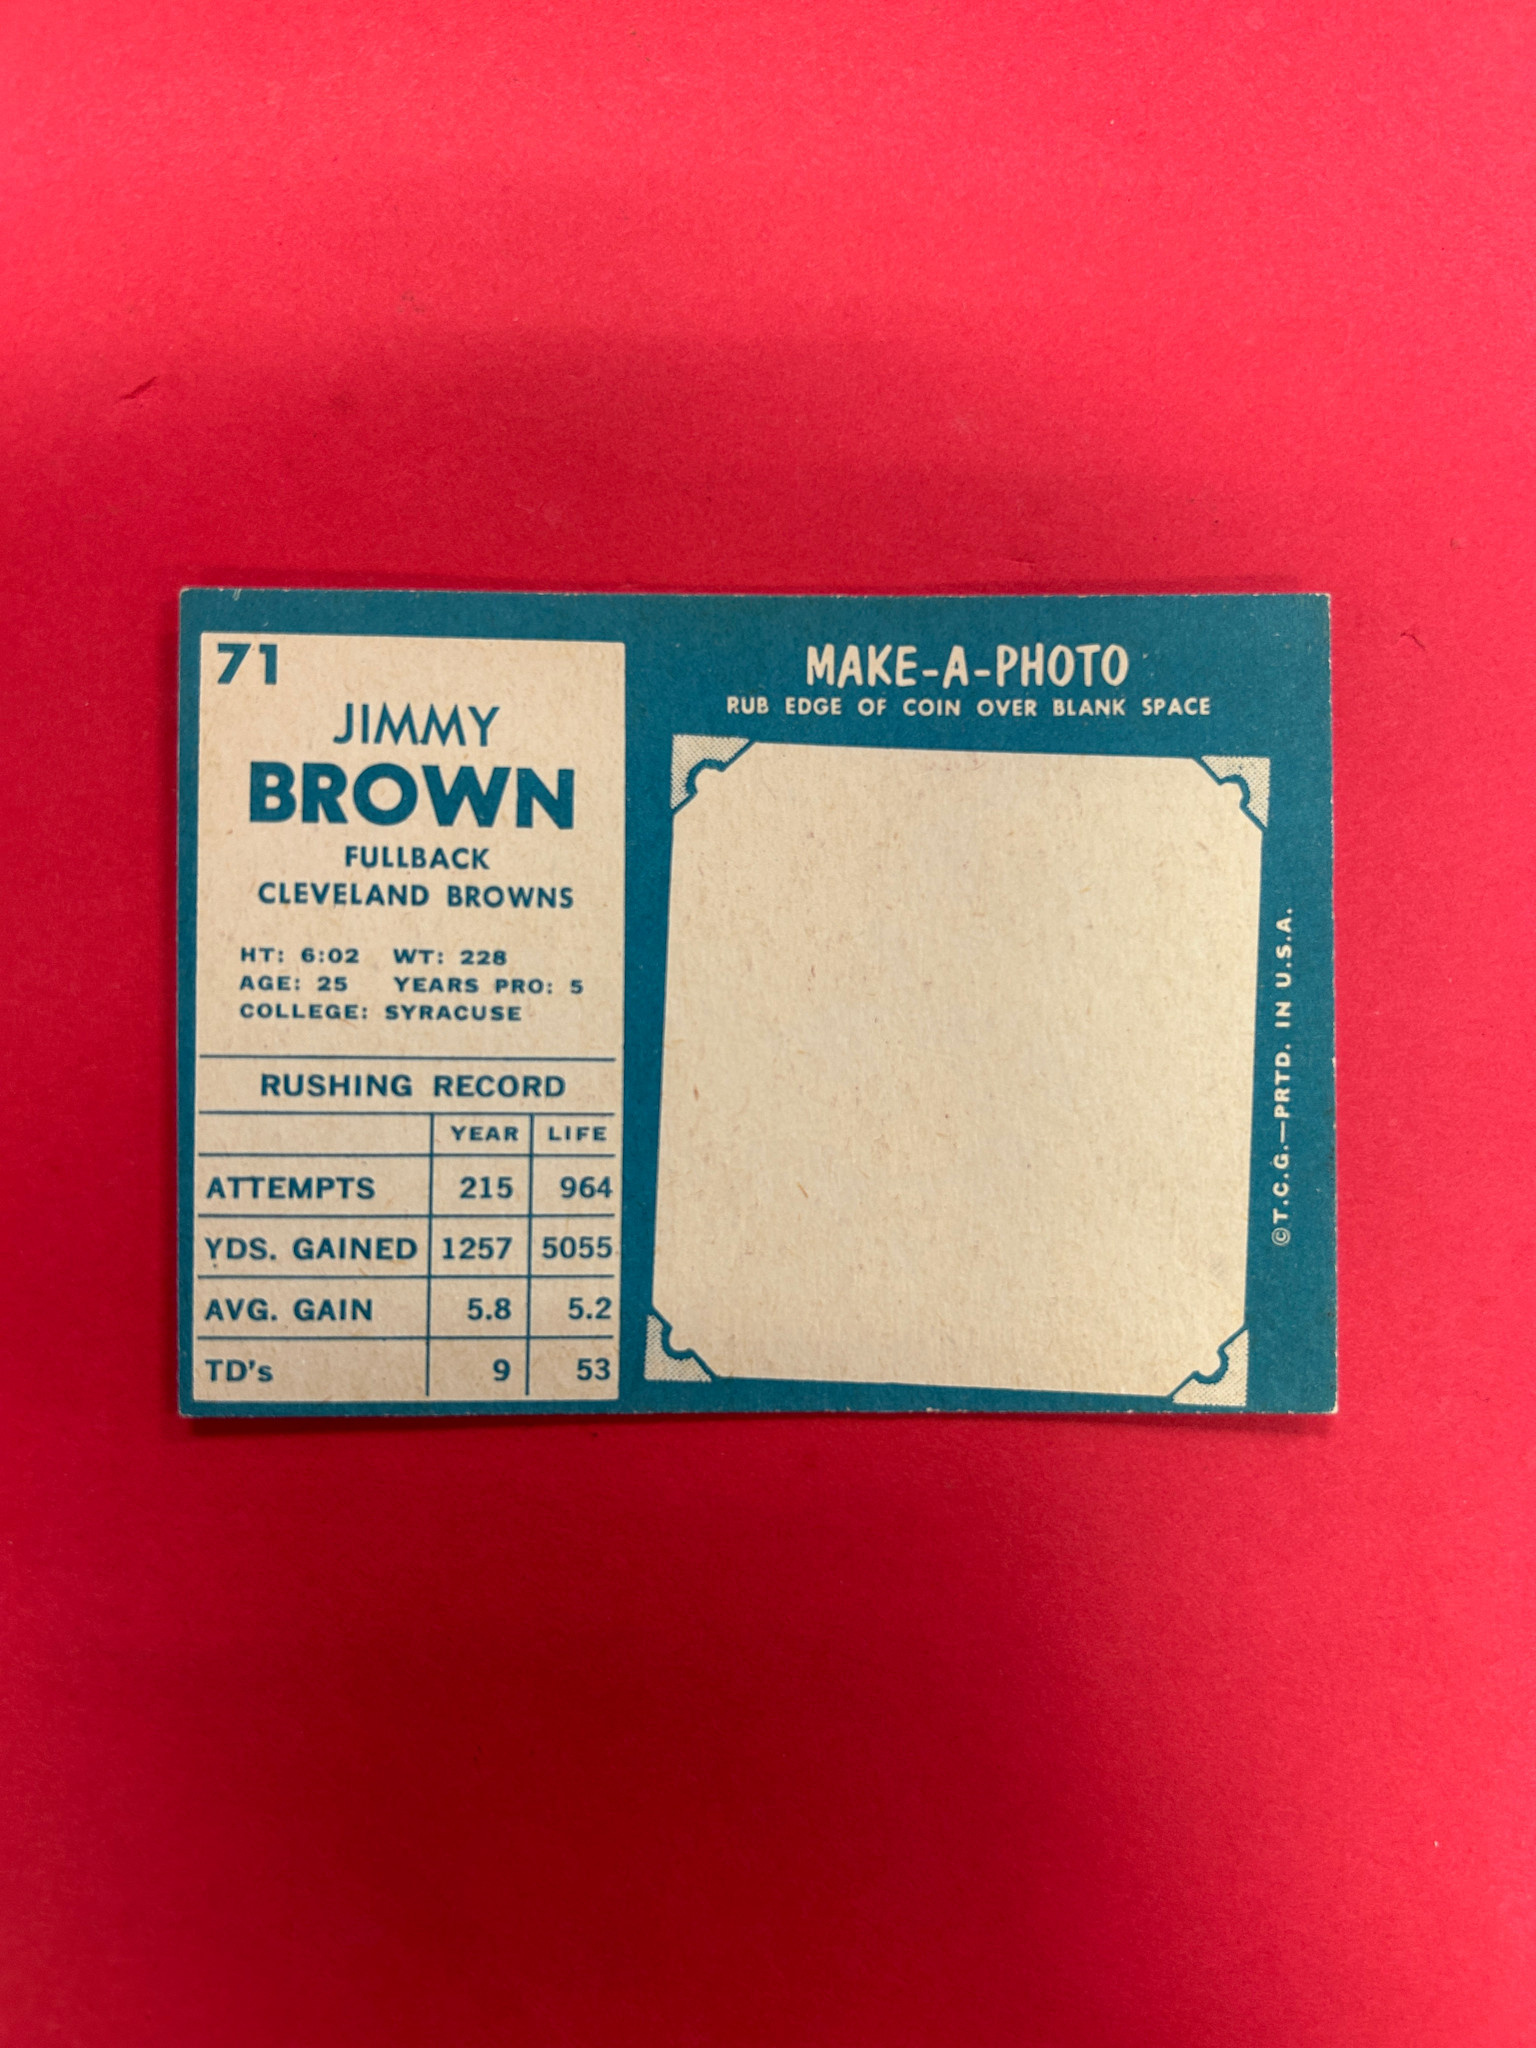 71
JIMMY
BROWN
FULLBACK
CLEVELAND BROWNS
HT: 6:02 WT: 228
AGE: 25 YEARS PRO: 5
COLLEGE: SYRACUSE
RUSHING RECORD
YEAR LIFE
ATTEMPTS 215 964
YDS. GAINED 1257 5055
AVG. GAIN 5.8 5.2
TD's 9 53
MAKE-A-PHOTO
RUB EDGE OF COIN OVER BLANK SPACE
©T.C.G.—PRTD. IN U.S.A.